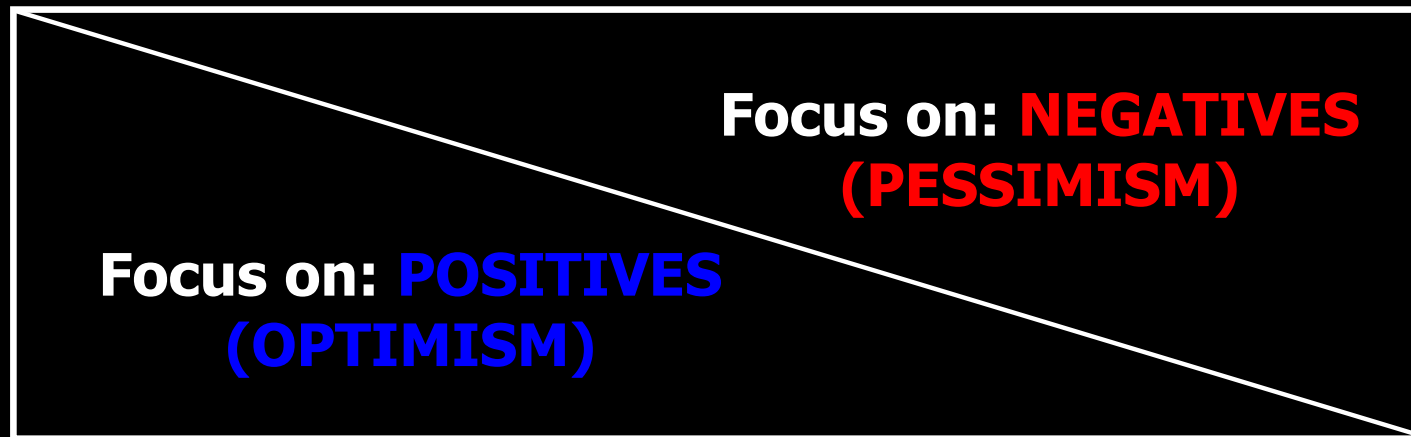 Focus on: NEGATIVES
(PESSIMISM)
Focus on: POSITIVES
(OPTIMISM)